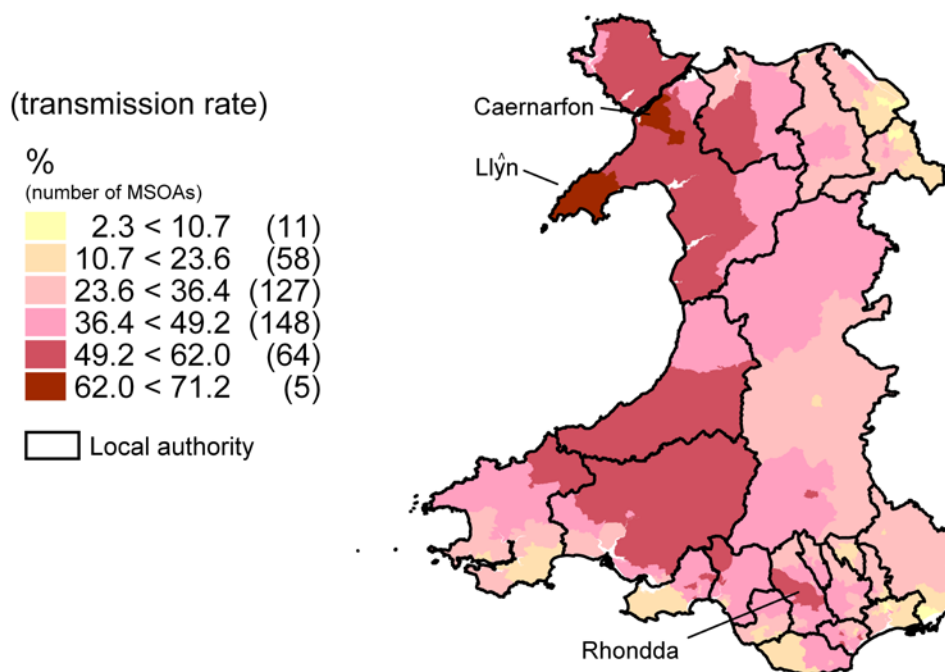 (transmission rate)
%
(number of MSOAs)
2.3 < 10.7 (11)
10.7 < 23.6 (58)
23.6 < 36.4 (127)
36.4 < 49.2 (148)
49.2 < 62.0 (64)
62.0 < 71.2 (5)
Local authority
Caernarfon
Llŷn
Rhondda